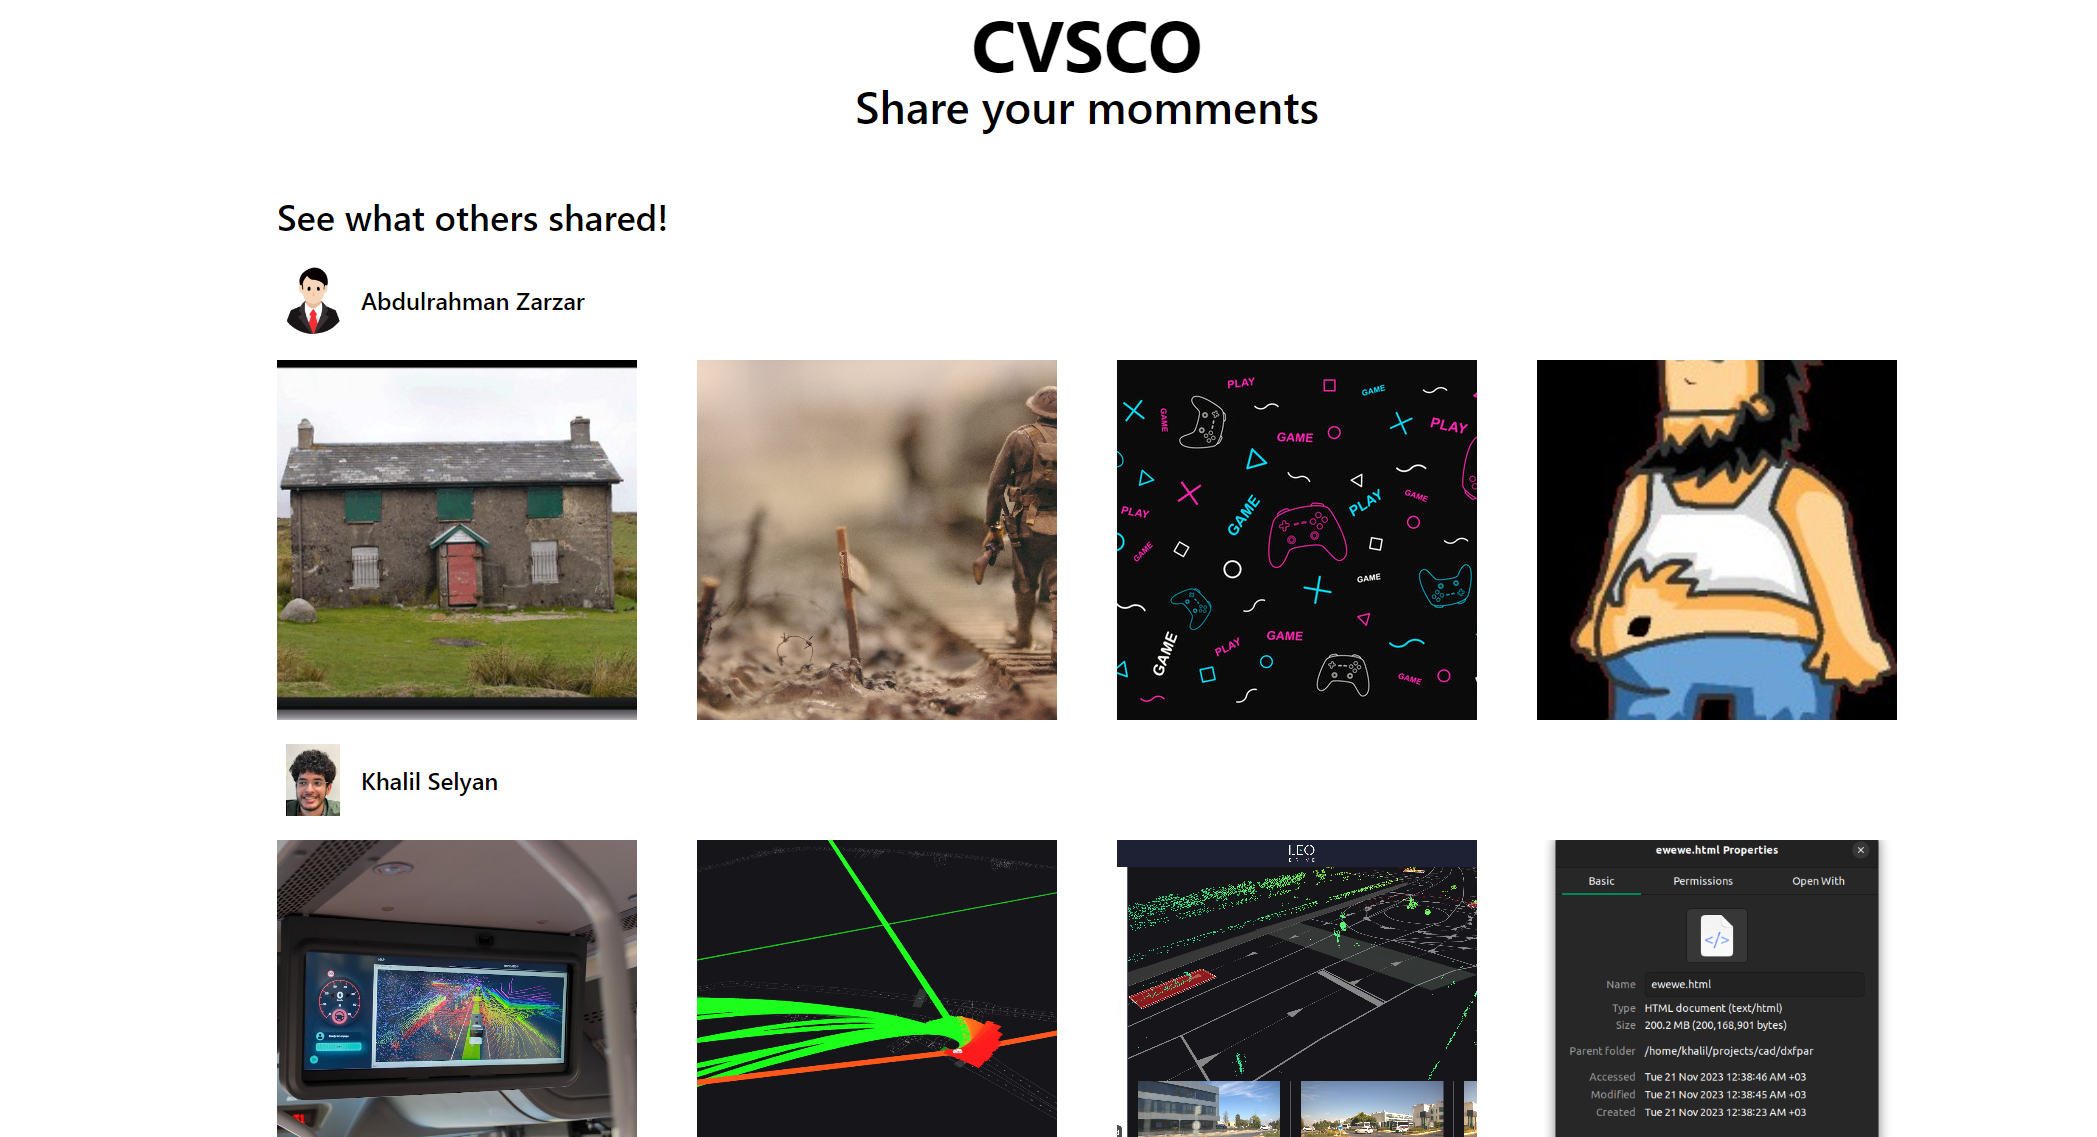 CVSCO
Share your momments
See what others shared!
Abdulrahman Zarzar
PLAY
GAME
GAME
GAME
PLAY
GAME
PLAY
GAME
PLAY
GAME
GAME
GAME
PLAY
GAME
GAME
Khalil Selyan
LEO
DRIVE
ewewe.html Properties
Basic Permissions Open With
Name ewewe.html
Type HTML document (text/html)
Size 200.2 MB (200,168,901 bytes)
Parent folder /home/khalil/projects/cad/dxfpar
Accessed Tue 21 Nov 2023 12:38:46 AM +03
Modified Tue 21 Nov 2023 12:38:45 AM +03
Created Tue 21 Nov 2023 12:38:23 AM +03